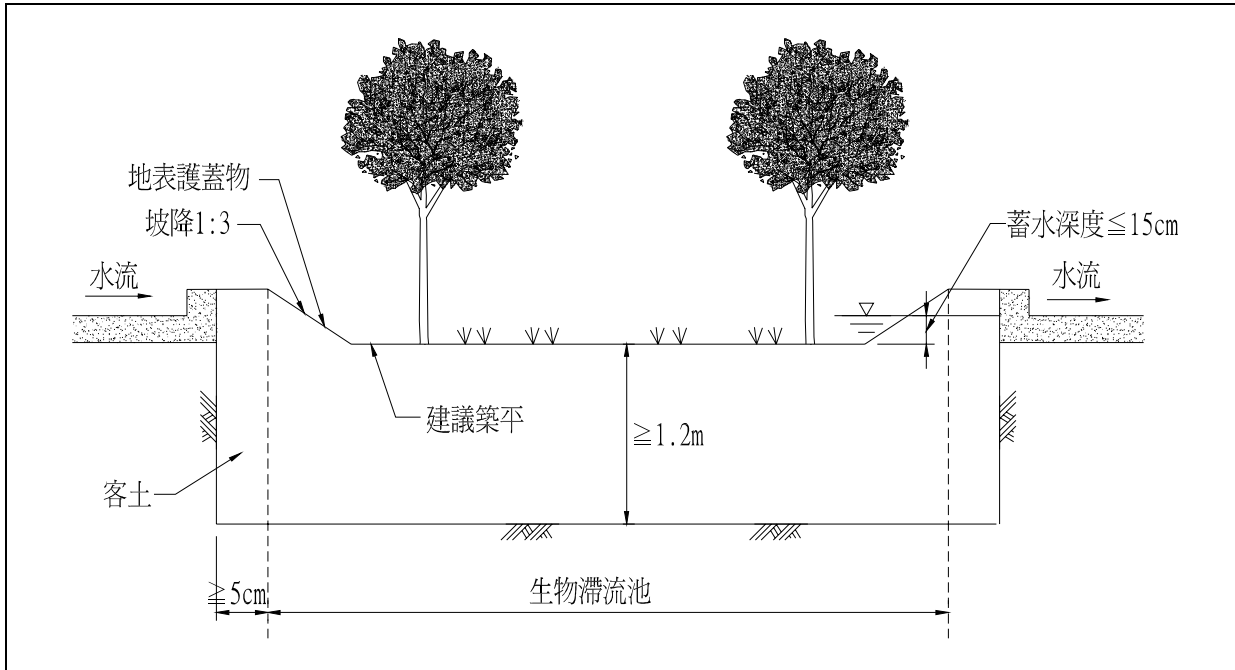 地表護蓋物
坡降1:3
蓄水深度≦15cm
水流
水流
建議築平
≧1.2m
客土
≧5cm
生物滯流池